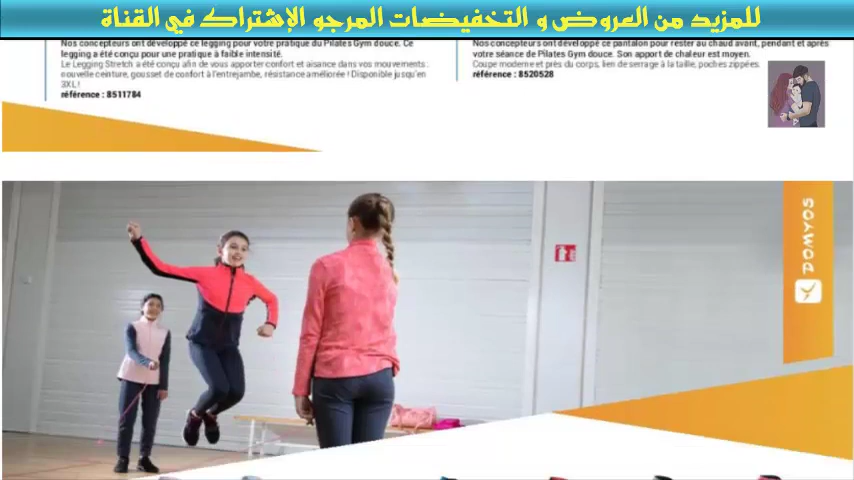 للمزيد من العروض و التخفيضات المرجو الإشتراك في القناة
Nos concepteurs ont développé ce legging pour votre pratique du Pilates Gym douce. Ce
legging a été conçu pour une pratique à faible intensité.
Le Legging Stretch a été conçu afin de vous apporter confort et aisance dans vos mouvements :
nouvelle ceinture, gousset de confort à l'entrejambe, résistance améliorée ! Disponible jusqu'en
3XL !
référence : 8511784
Nos concepteurs ont développé ce pantalon pour rester au chaud avant, pendant et après
votre séance de Pilates Gym douce. Son apport de chaleur est moyen.
Coupe moderne et près du corps, lien de serrage à la taille, poches zippées.
référence : 8520528
DOMYOS